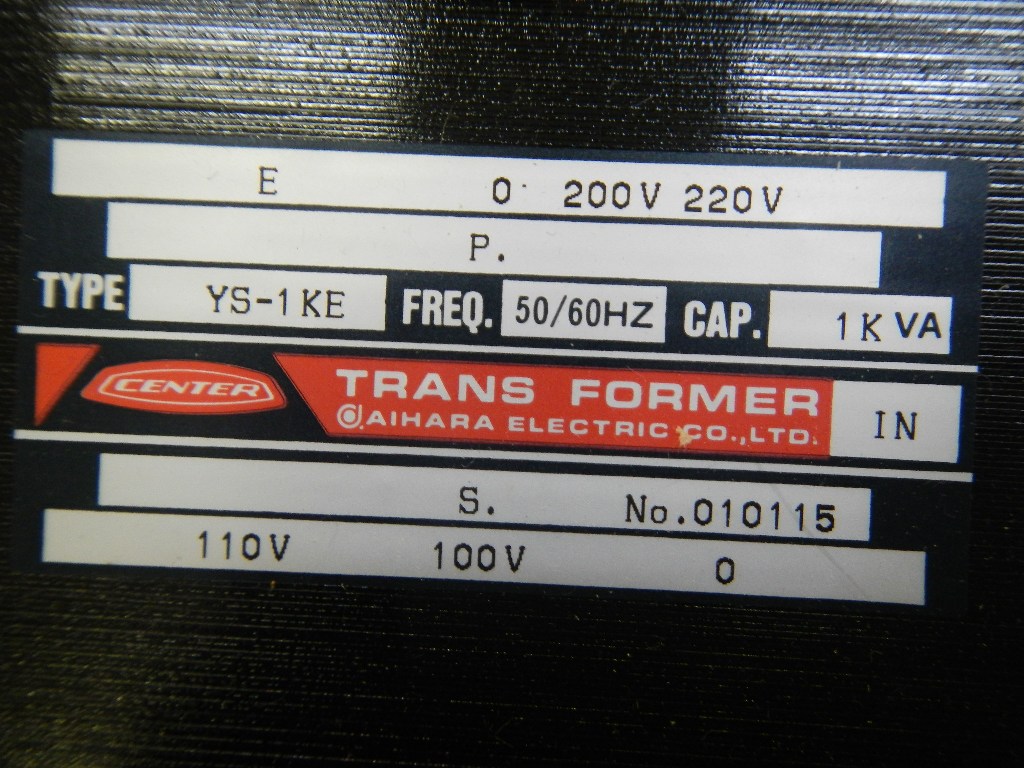 E 0 200V 220V
P.
TYPE YS-1KE FREQ. 50/60HZ CAP. 1K VA
CENTER TRANS FORMER IN
AIHARA ELECTRIC CO.,LTD.
S. No.010115
110V 100V 0